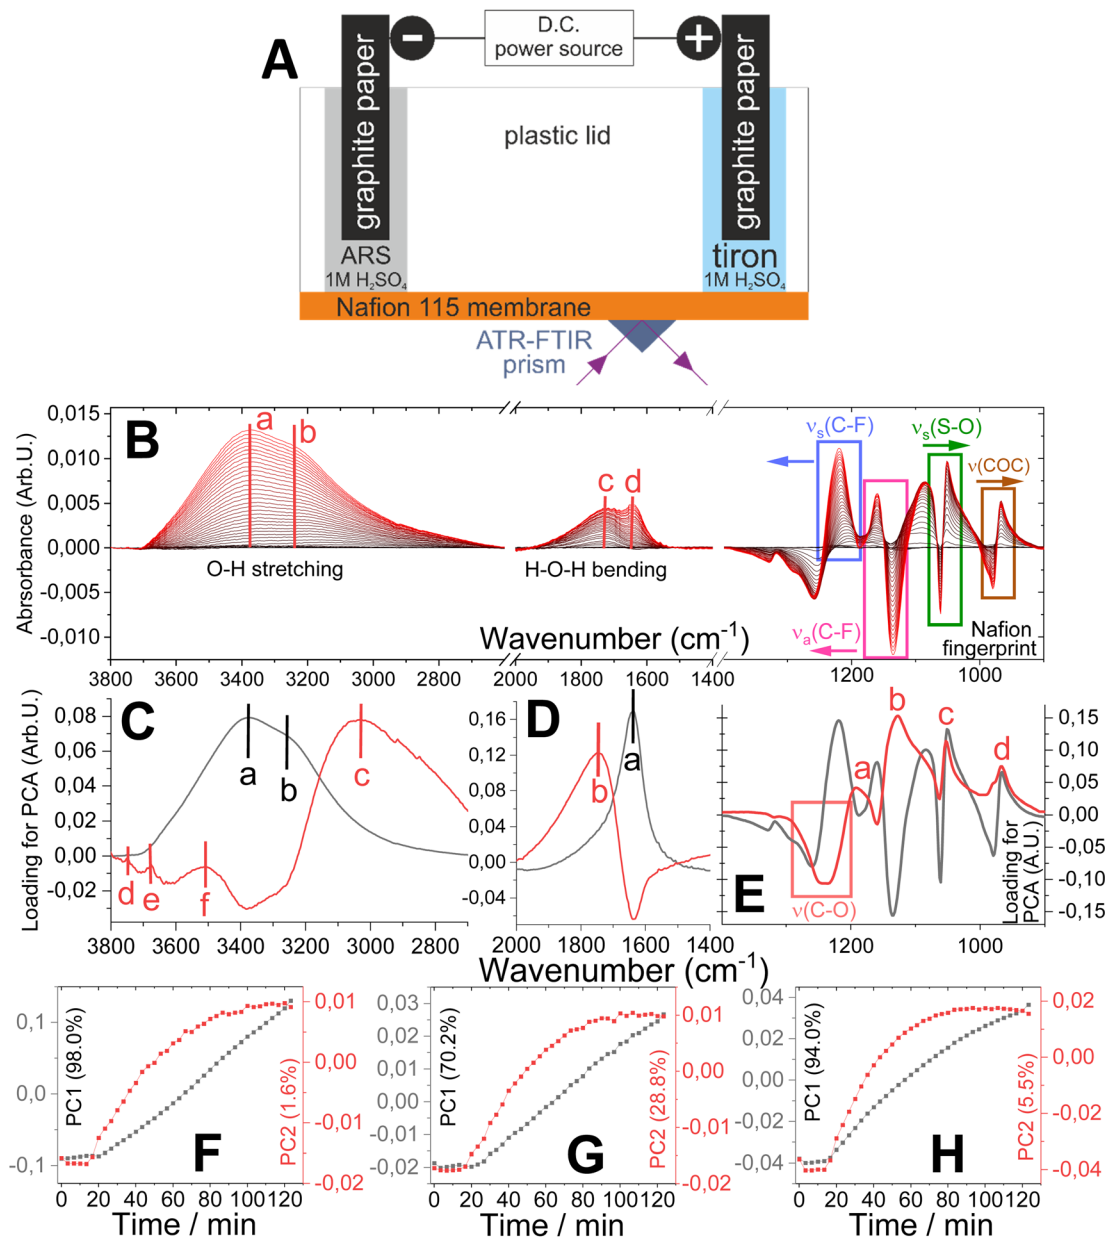 A
D.C.
power source
−
+
graphite paper
graphite paper
plastic lid
ARS
1M H₂SO₄
tiron
1M H₂SO₄
Nafion 115 membrane
ATR-FTIR
prism
B
Abrsorbance (Arb.U.)
0,015
0,010
0,005
0,000
-0,005
-0,010
a
b
c
d
O-H stretching
H-O-H bending
νs(C-F)
νs(S-O)
ν(COC)
νa(C-F)
Nafion
fingerprint
Wavenumber (cm⁻¹)
3800 3600 3400 3200 3000 2800 2600 2000 1800 1600 1400 1200 1000
C
Loading for PCA (Arb.U.)
0,08
0,06
0,04
0,02
0,00
-0,02
a
b
c
d
e
f
3800 3600 3400 3200 3000
D
0,16
0,12
0,08
0,04
0,00
-0,04
a
b
2000 1800 1600 1400
E
a
b
c
d
ν(C-O)
0,15
0,10
0,05
0,00
-0,05
-0,10
-0,15
Loading for
PCA (A.U.)
1200 1000
Wavenumber (cm⁻¹)
F
PC1 (98.0%)
0,1
0,0
-0,1
PC2 (1.6%)
0,01
0,00
-0,01
-0,02
0 20 40 60 80 100 120
Time / min
G
PC1 (70.2%)
0,03
0,02
0,01
0,00
-0,01
-0,02
PC2 (28.8%)
0,01
0,00
-0,01
-0,02
0 20 40 60 80 100 120
Time / min
H
PC1 (94.0%)
0,04
0,02
0,00
-0,02
-0,04
PC2 (5.5%)
0,02
0,00
-0,02
-0,04
0 20 40 60 80 100 120
Time / min